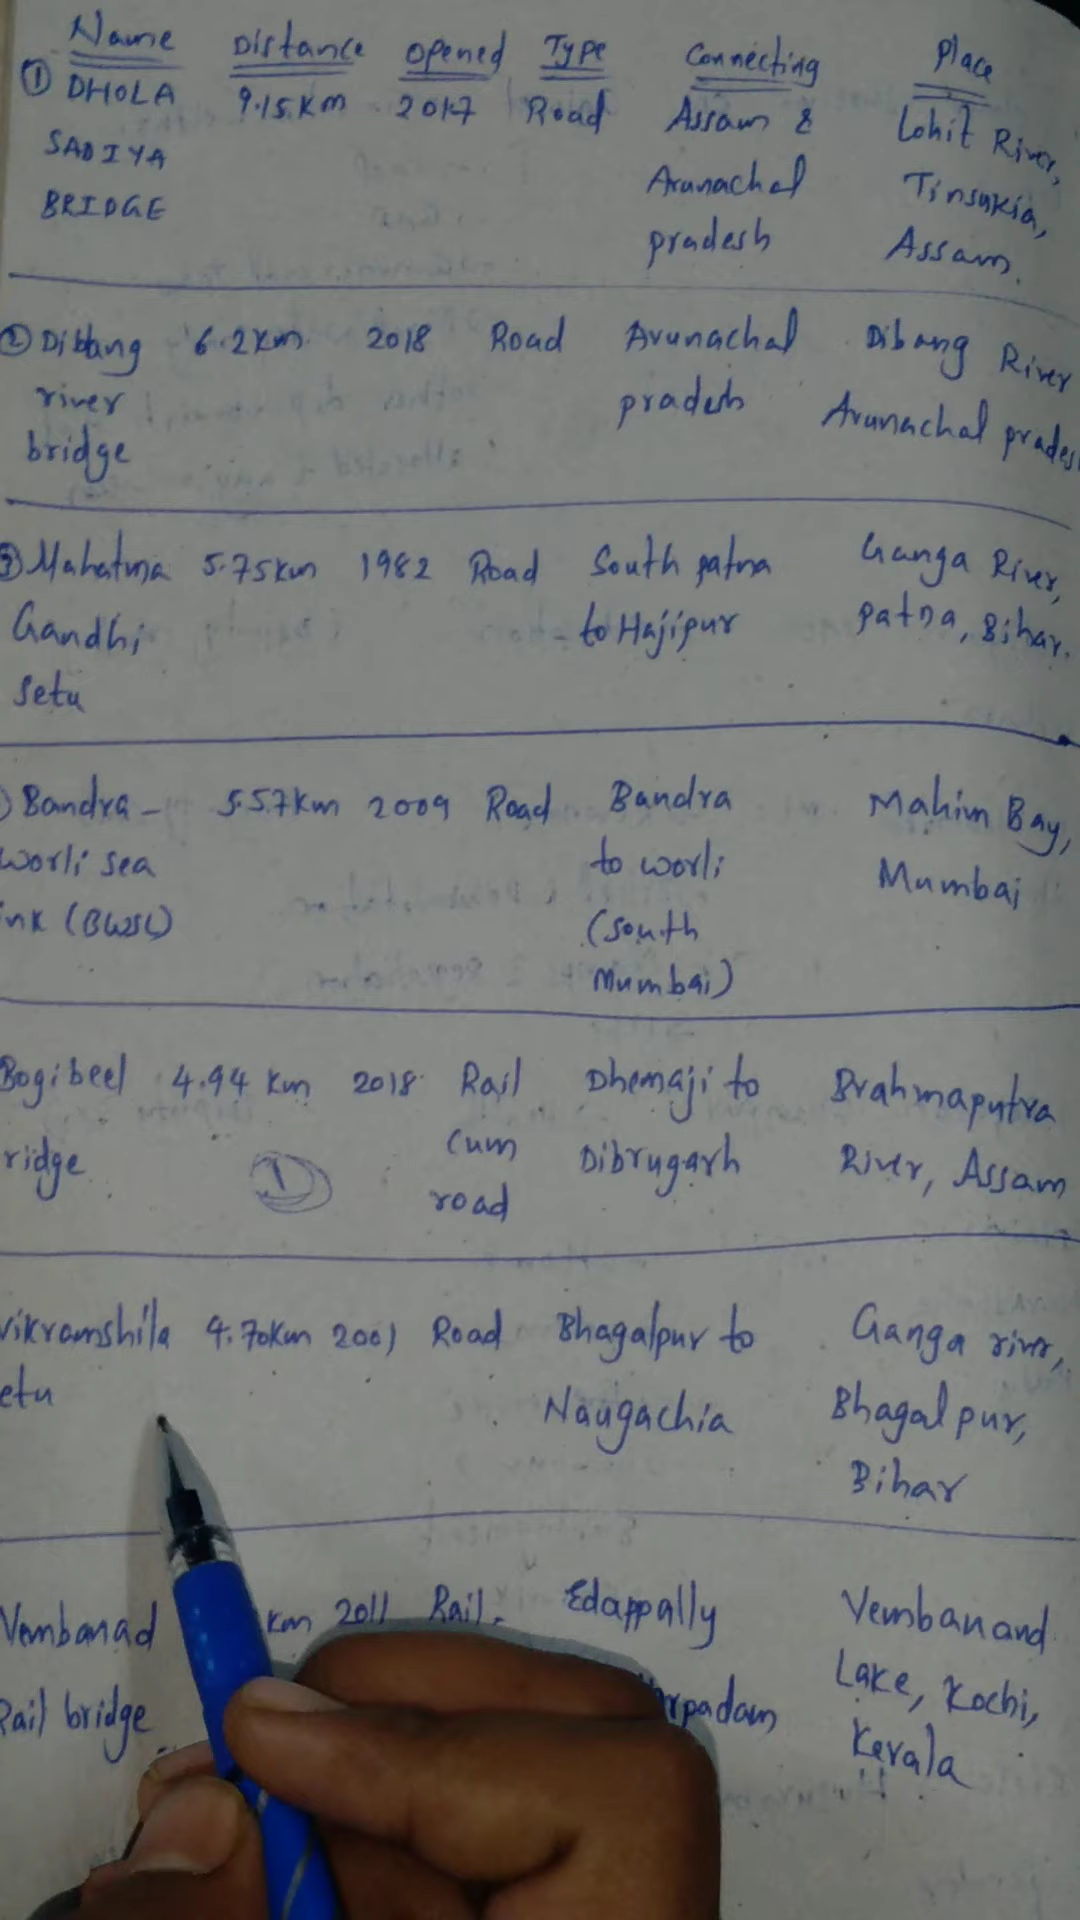 Name Distance opened Type Connecting Place
① DHOLA 9.15KM 2017 Road Assam & Lohit River,
SADIYA Arunachal Tinsukia,
BRIDGE pradesh Assam.
② Dibang 6.2KM 2018 Road Arunachal Dibang River
river pradesh Arunachal prades
bridge
③ Mahatma 5.75Km 1982 Road South patna Ganga River,
Gandhi to Hajipur patna, Bihar.
Setu
Bandra - 5.57Km 2009 Road Bandra Mahim Bay,
worli sea to worli Mumbai
ink (BWSL) (South
Mumbai)
Bogibeel 4.94 Km 2018 Rail Dhemaji to Brahmaputra
ridge ① cum Dibrugarh River, Assam
road
Vikramshila 4.70Km 2001 Road Bhagalpur to Ganga river,
etu Naugachia Bhagalpur,
Bihar
Vembanad Km 2011 Rail. Edappally Vembanand
Rail bridge rpadam Lake, Kochi,
Kerala